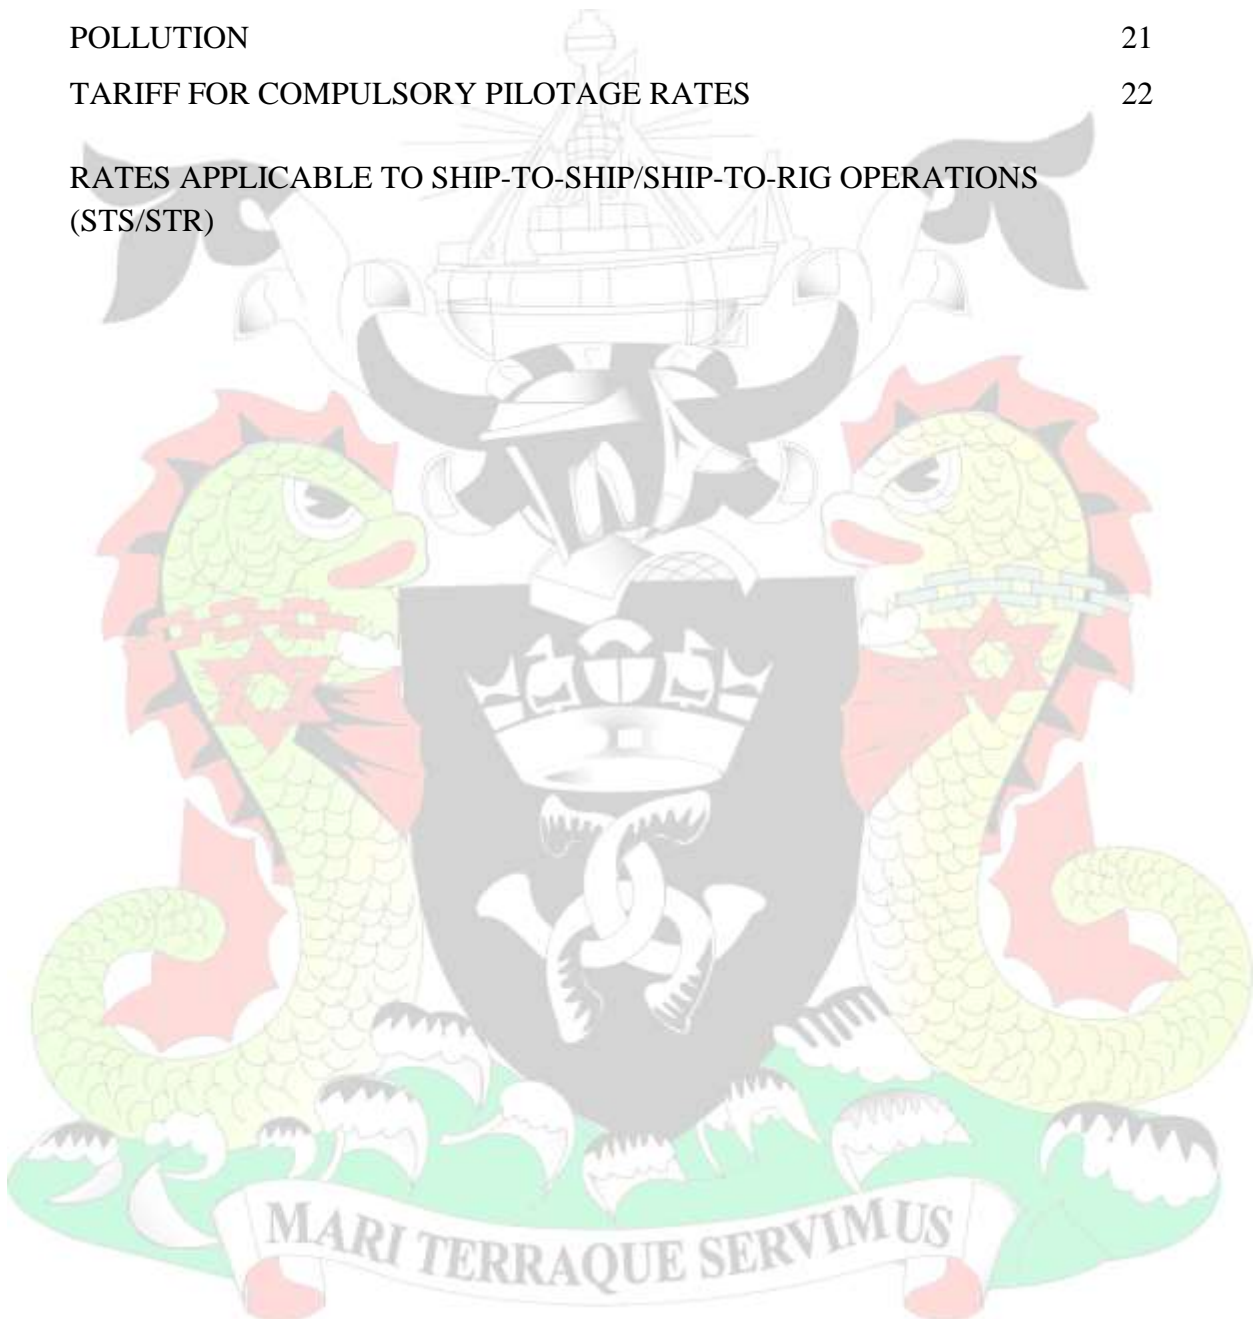 POLLUTION 21
TARIFF FOR COMPULSORY PILOTAGE RATES 22
RATES APPLICABLE TO SHIP-TO-SHIP/SHIP-TO-RIG OPERATIONS
(STS/STR)
MARI TERRAQUE SERVIMUS